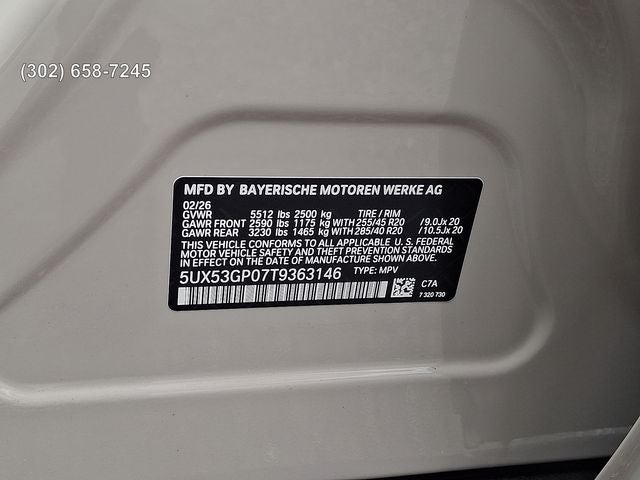 (302) 658-7245
MFD BY BAYERISCHE MOTOREN WERKE AG
02/26
GVWR 5512 lbs 2500 kg TIRE / RIM
GAWR FRONT 2590 lbs 1175 kg WITH 255/45 R20 /9.0Jx 20
GAWR REAR 3230 lbs 1465 kg WITH 285/40 R20 /10.5Jx 20
THIS VEHICLE CONFORMS TO ALL APPLICABLE U.S. FEDERAL
MOTOR VEHICLE SAFETY AND THEFT PREVENTION STANDARDS
IN EFFECT ON THE DATE OF MANUFACTURE SHOWN ABOVE.
5UX53GP07T9363146 TYPE: MPV
C7A
7 320 730